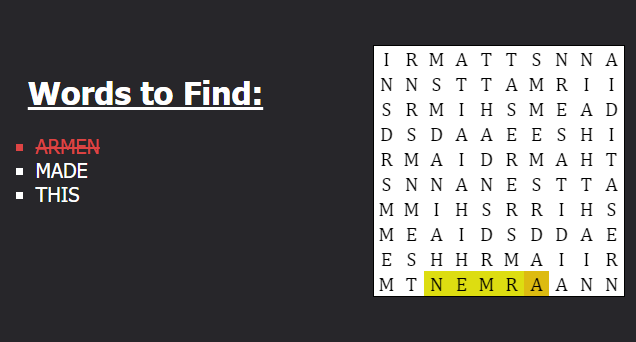 Words to Find:
ARMEN
MADE
THIS
I R M A T T S N N A
N N S T T A M R I I
S R M I H S M E A D
D S D A A E E S H I
R M A I D R M A H T
S N N A N E S T T A
M M I H S R R I H S
M E A I D S D D A E
E S H H R M A I I R
M T N E M R A A N N